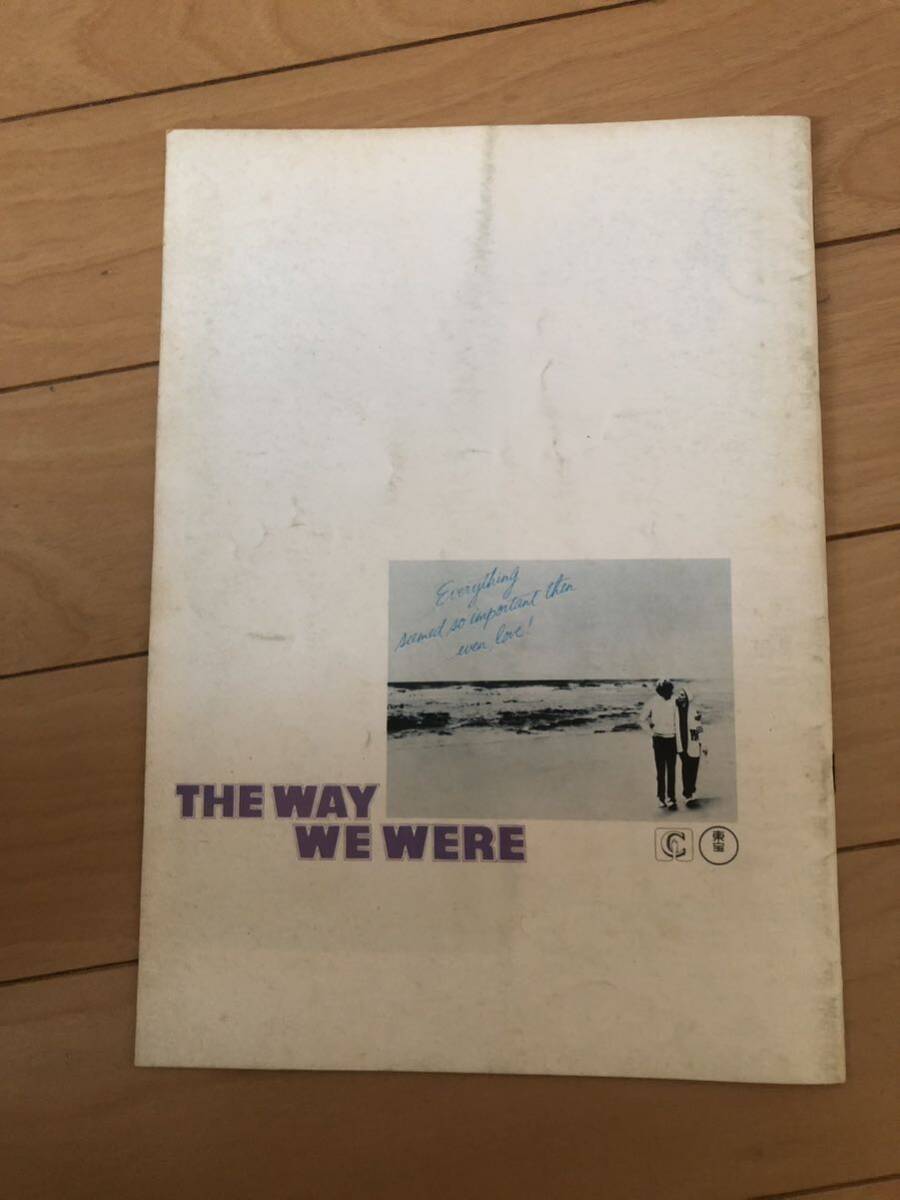 Everything
seemed so important then
even love!
THE WAY
WE WERE
C
東宝